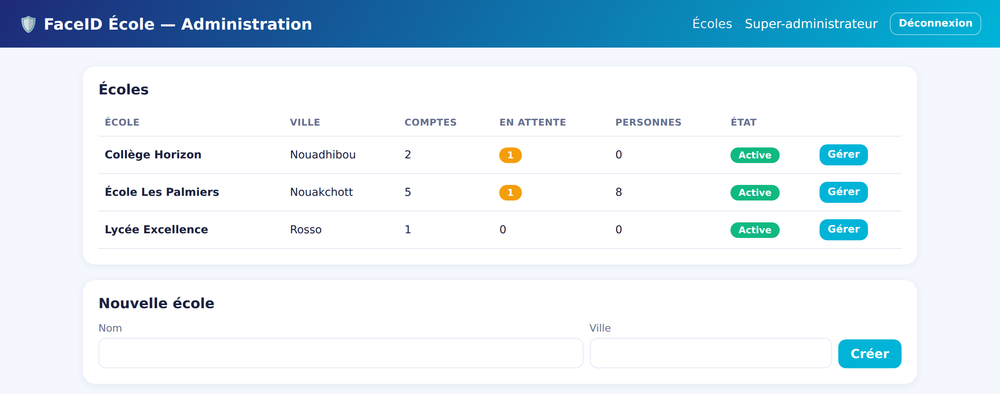 FaceID École — Administration
Écoles Super-administrateur Déconnexion
Écoles
ÉCOLE VILLE COMPTES EN ATTENTE PERSONNES ÉTAT
Collège Horizon Nouadhibou 2 1 0 Active Gérer
École Les Palmiers Nouakchott 5 1 8 Active Gérer
Lycée Excellence Rosso 1 0 0 Active Gérer
Nouvelle école
Nom Ville
Créer